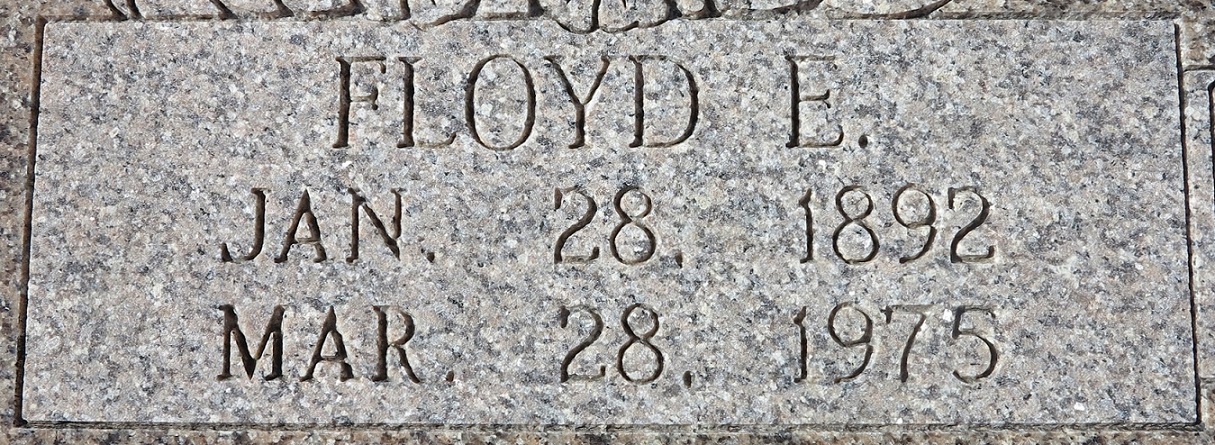 FLOYD E.
JAN. 28, 1892
MAR. 28, 1975